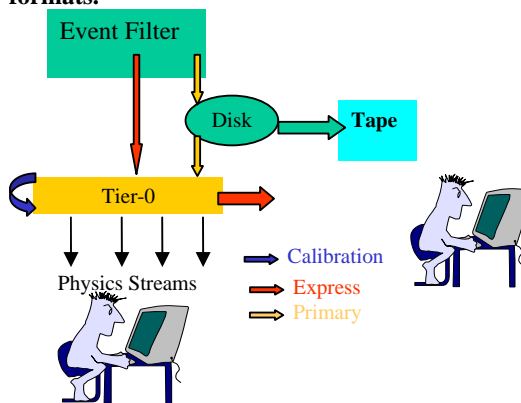 formats.
Event Filter
Disk
Tape
Tier-0
Calibration
Physics Streams
Express
Primary